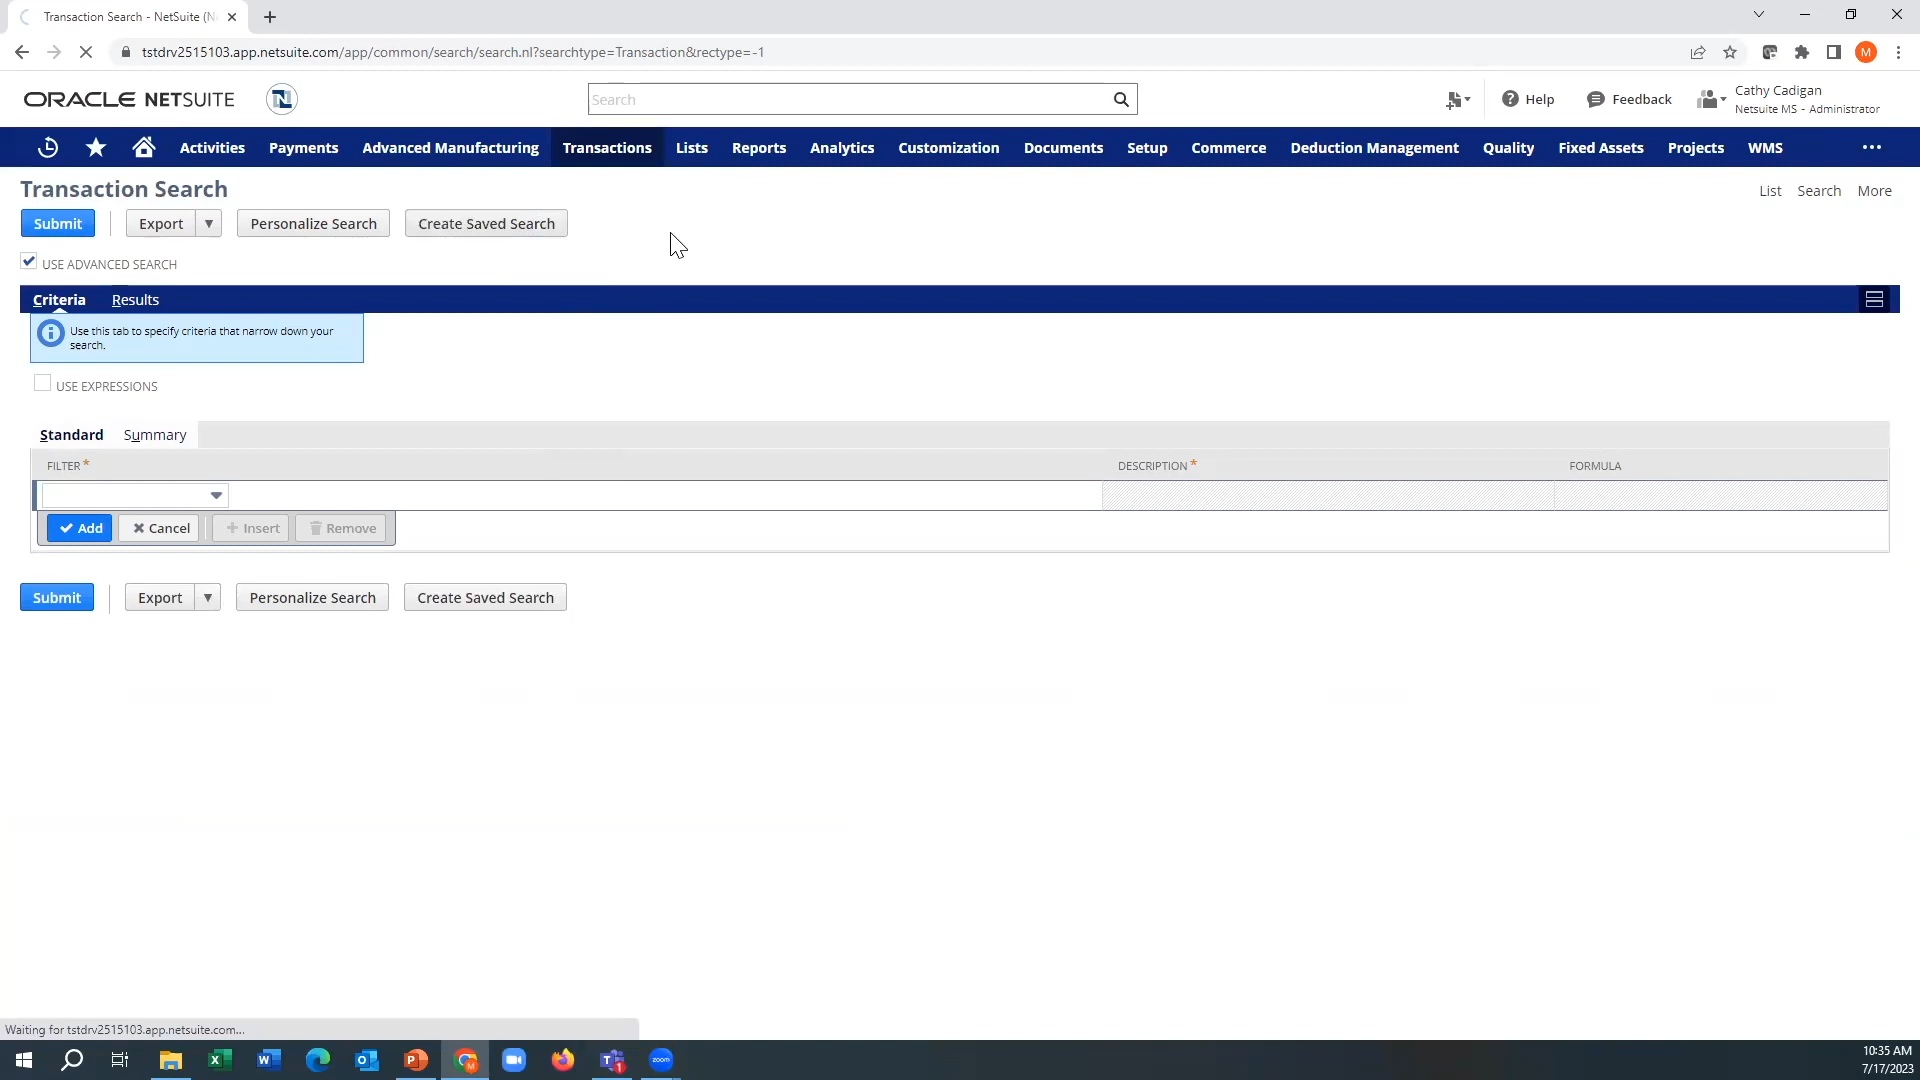 Transaction Search - NetSuite (N
tstdrv2515103.app.netsuite.com/app/common/search/search.nl?searchtype=Transaction&rectype=-1
M
ORACLE NETSUITE
N
Search
Help
Feedback
Cathy Cadigan
Netsuite MS - Administrator
Activities Payments Advanced Manufacturing Transactions Lists Reports Analytics Customization Documents Setup Commerce Deduction Management Quality Fixed Assets Projects WMS
Transaction Search
List Search More
Submit Export Personalize Search Create Saved Search
USE ADVANCED SEARCH
Criteria Results
Use this tab to specify criteria that narrow down your
search.
USE EXPRESSIONS
Standard Summary
FILTER* DESCRIPTION* FORMULA
Add Cancel Insert Remove
Submit Export Personalize Search Create Saved Search
Waiting for tstdrv2515103.app.netsuite.com...
10:35 AM
7/17/2023